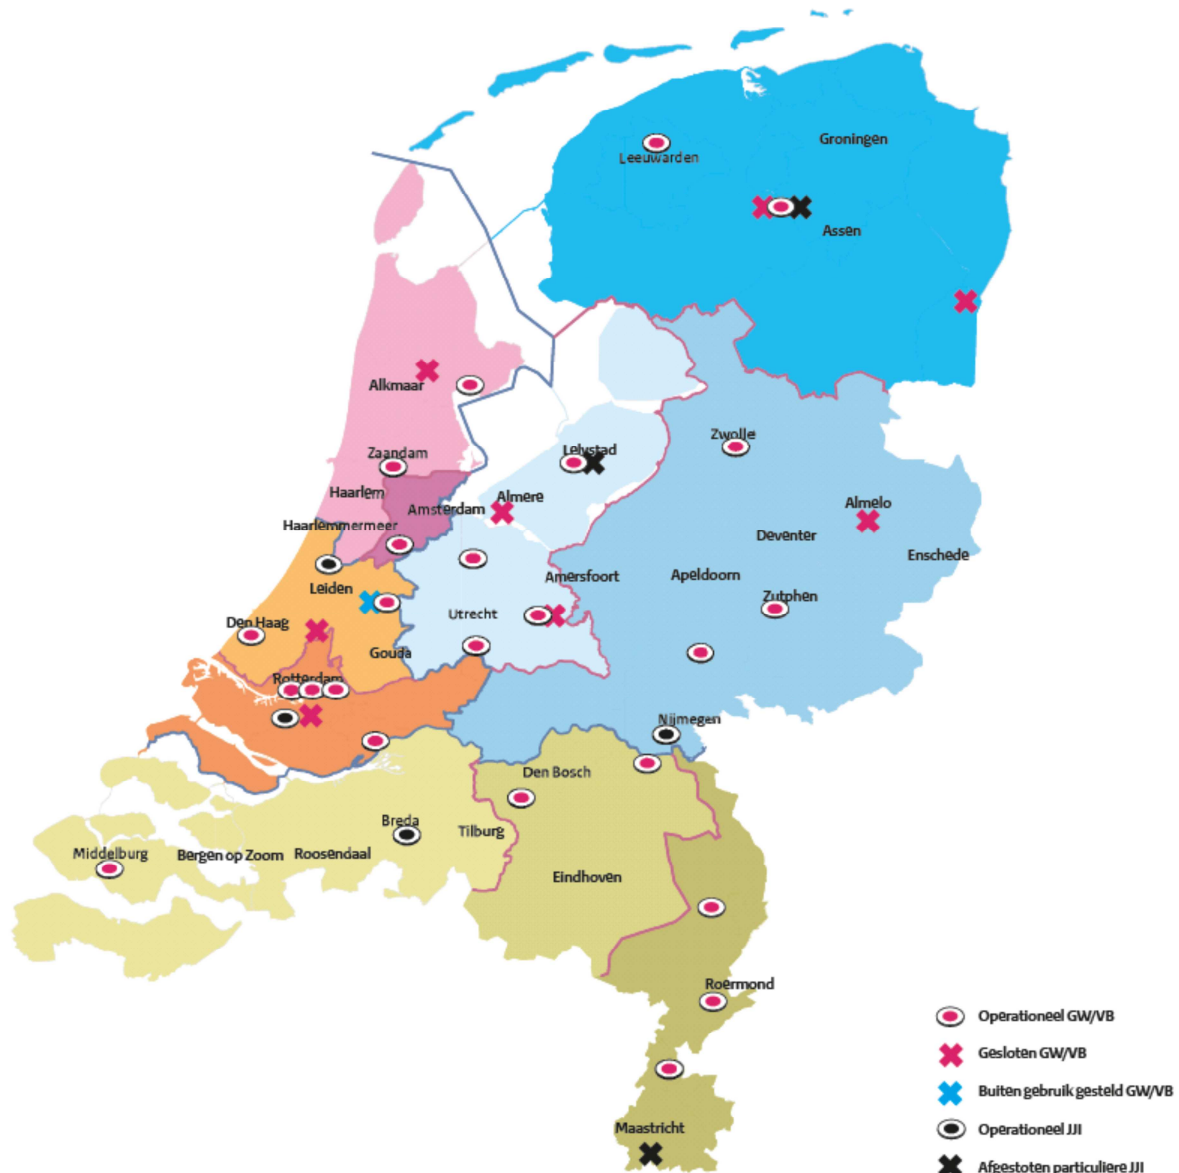 Groningen
Leeuwarden
Assen
Alkmaar
Zwolle
Lelystad
Zaandam
Haarlem
Almere
Almelo
Amsterdam
Haarlemmermeer
Deventer
Enschede
Amersfoort
Apeldoorn
Leiden
Zutphen
Utrecht
Den Haag
Gouda
Rotterdam
Nijmegen
Den Bosch
Breda
Tilburg
Middelburg
Bergen op Zoom
Roosendaal
Eindhoven
Roermond
Operationeel GW/VB
Gesloten GW/VB
Buiten gebruik gesteld GW/VB
Maastricht
Operationeel JJI
Afgestoten particuliere JJI